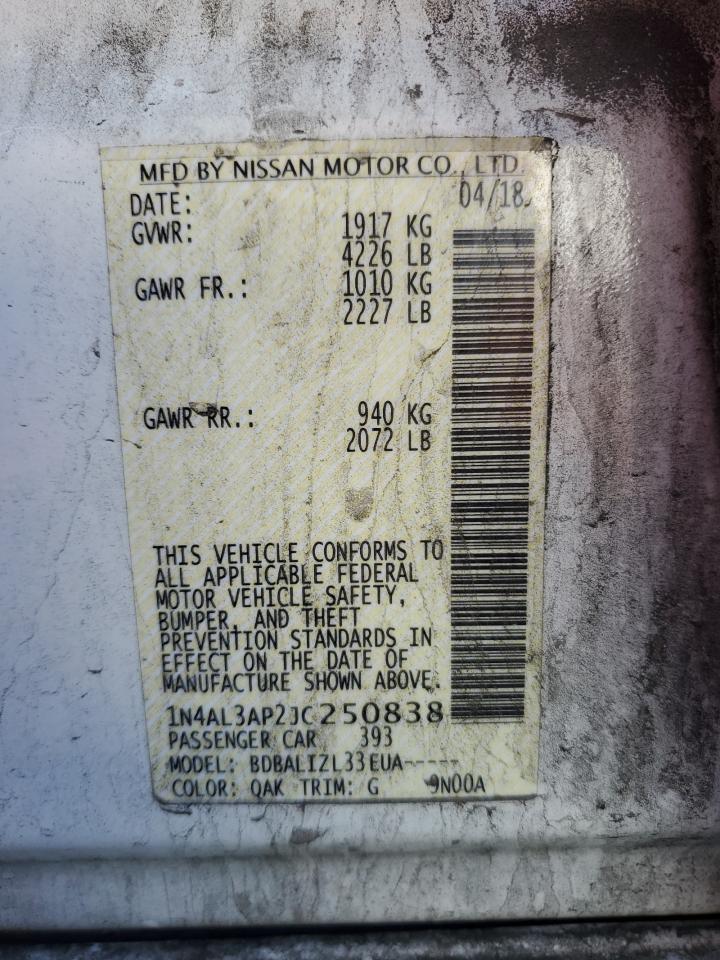 MFD BY NISSAN MOTOR CO., LTD.
DATE: 04/18
GVWR: 1917 KG
4226 LB
GAWR FR.: 1010 KG
2227 LB
GAWR RR.: 940 KG
2072 LB
THIS VEHICLE CONFORMS TO
ALL APPLICABLE FEDERAL
MOTOR VEHICLE SAFETY,
BUMPER, AND THEFT
PREVENTION STANDARDS IN
EFFECT ON THE DATE OF
MANUFACTURE SHOWN ABOVE.
1N4AL3AP2JC250838
PASSENGER CAR 393
MODEL: BDBALIZL33EUA-----
COLOR: QAK TRIM: G 9N00A